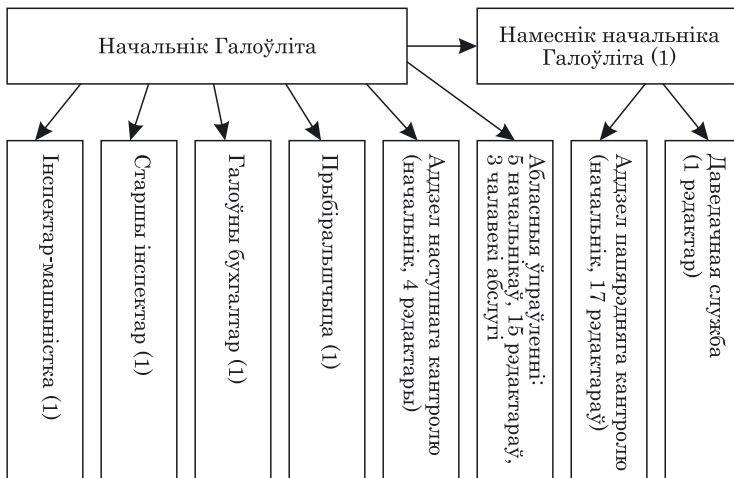 Начальнік Галоўліта
Намеснік начальніка
Галоўліта (1)
Інспектар-машыністка (1)
Старшы інспектар (1)
Галоўны бухгалтар (1)
Прыбіральшчыца (1)
Аддзел наступнага кантролю
(начальнік, 4 рэдактары)
Абласныя ўпраўленні:
5 начальнікаў, 15 рэдактараў,
3 чалавекі абслугі
Аддзел папярэдняга кантролю
(начальнік, 17 рэдактараў)
Даведачная служба
(1 рэдактар)